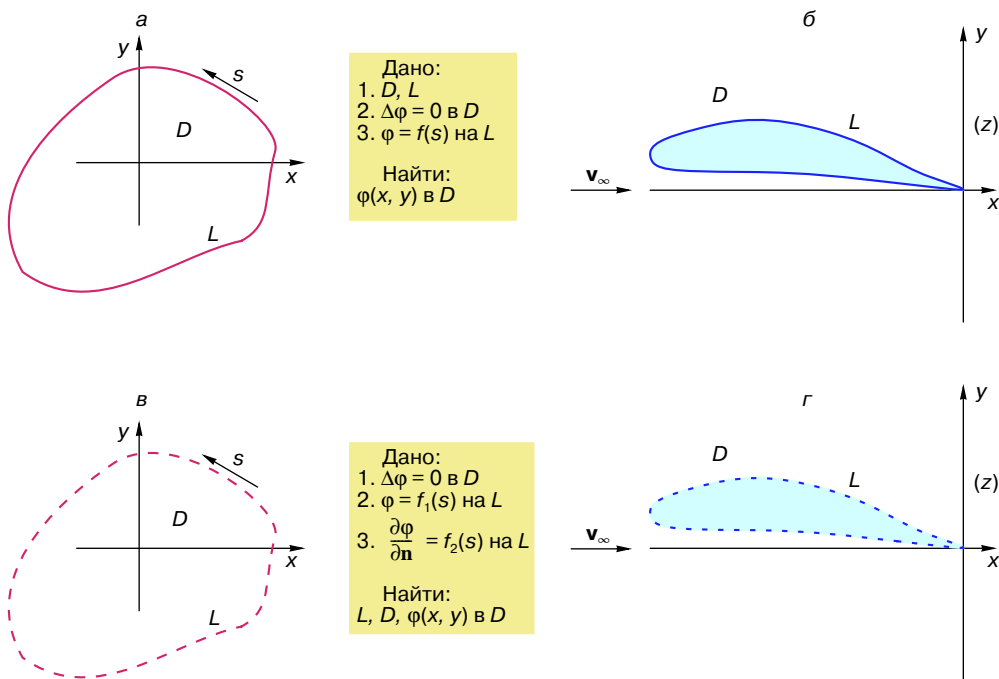 а
y
s
D
x
L
Дано:
1. D, L
2. Δφ = 0 в D
3. φ = f(s) на L
Найти:
φ(x, y) в D
б
y
D
L
(z)
v∞
x
в
y
s
D
x
L
Дано:
1. Δφ = 0 в D
2. φ = f₁(s) на L
3. ∂φ/∂n = f₂(s) на L
Найти:
L, D, φ(x, y) в D
г
y
D
L
(z)
v∞
x